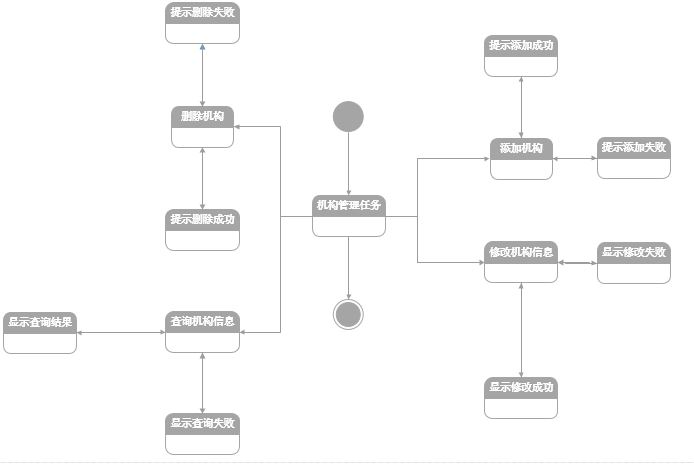 提示删除失败
提示添加成功
删除机构
添加机构
提示添加失败
机构管理任务
提示删除成功
修改机构信息
显示修改失败
显示查询结果
查询机构信息
显示修改成功
显示查询失败